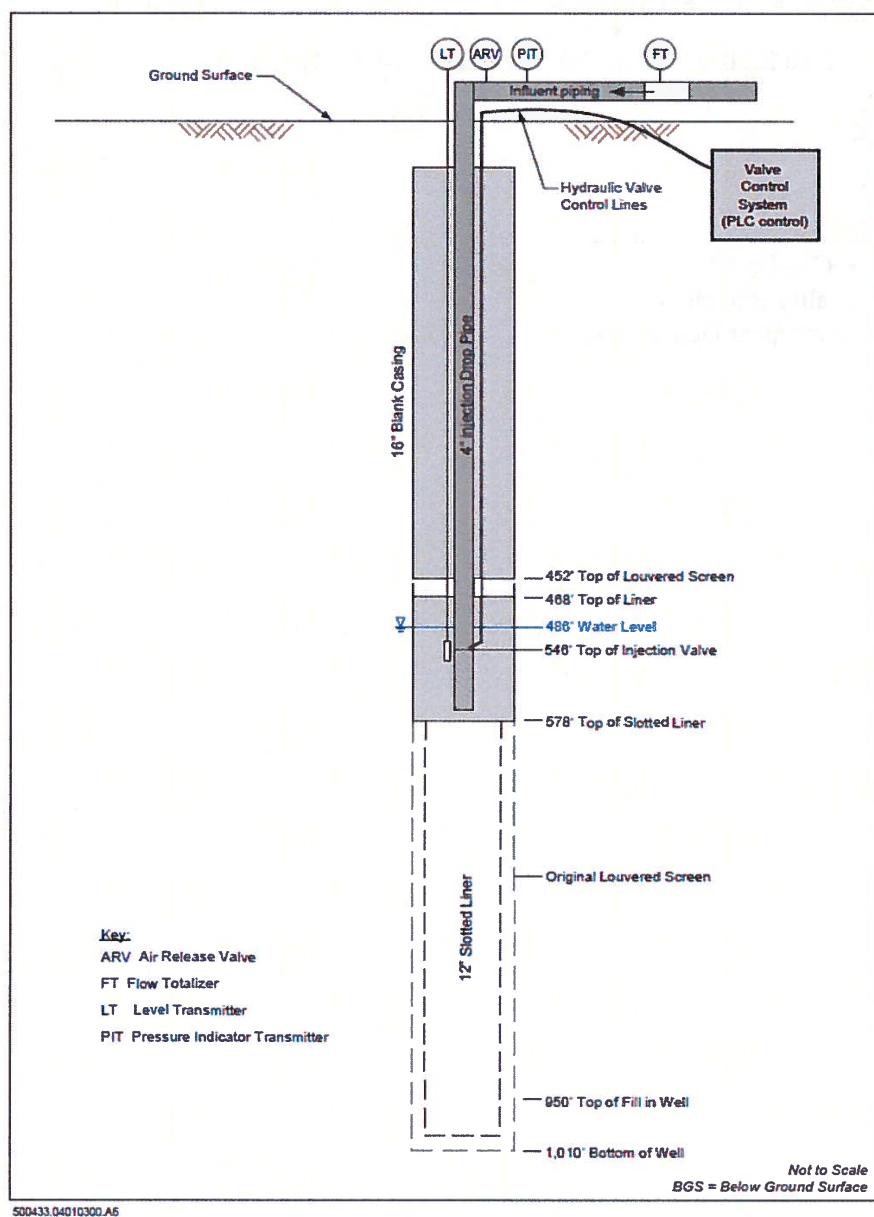 LT ARV PIT FT
Ground Surface
Influent piping
Hydraulic Valve
Control Lines
Valve
Control
System
(PLC control)
16" Blank Casing
4" Injection Drop Pipe
452' Top of Louvered Screen
468' Top of Liner
486' Water Level
546' Top of Injection Valve
578' Top of Slotted Liner
Original Louvered Screen
12" Slotted Liner
Key:
ARV Air Release Valve
FT Flow Totalizer
LT Level Transmitter
PIT Pressure Indicator Transmitter
950' Top of Fill in Well
1,010' Bottom of Well
Not to Scale
BGS = Below Ground Surface
500433.04010300.A5